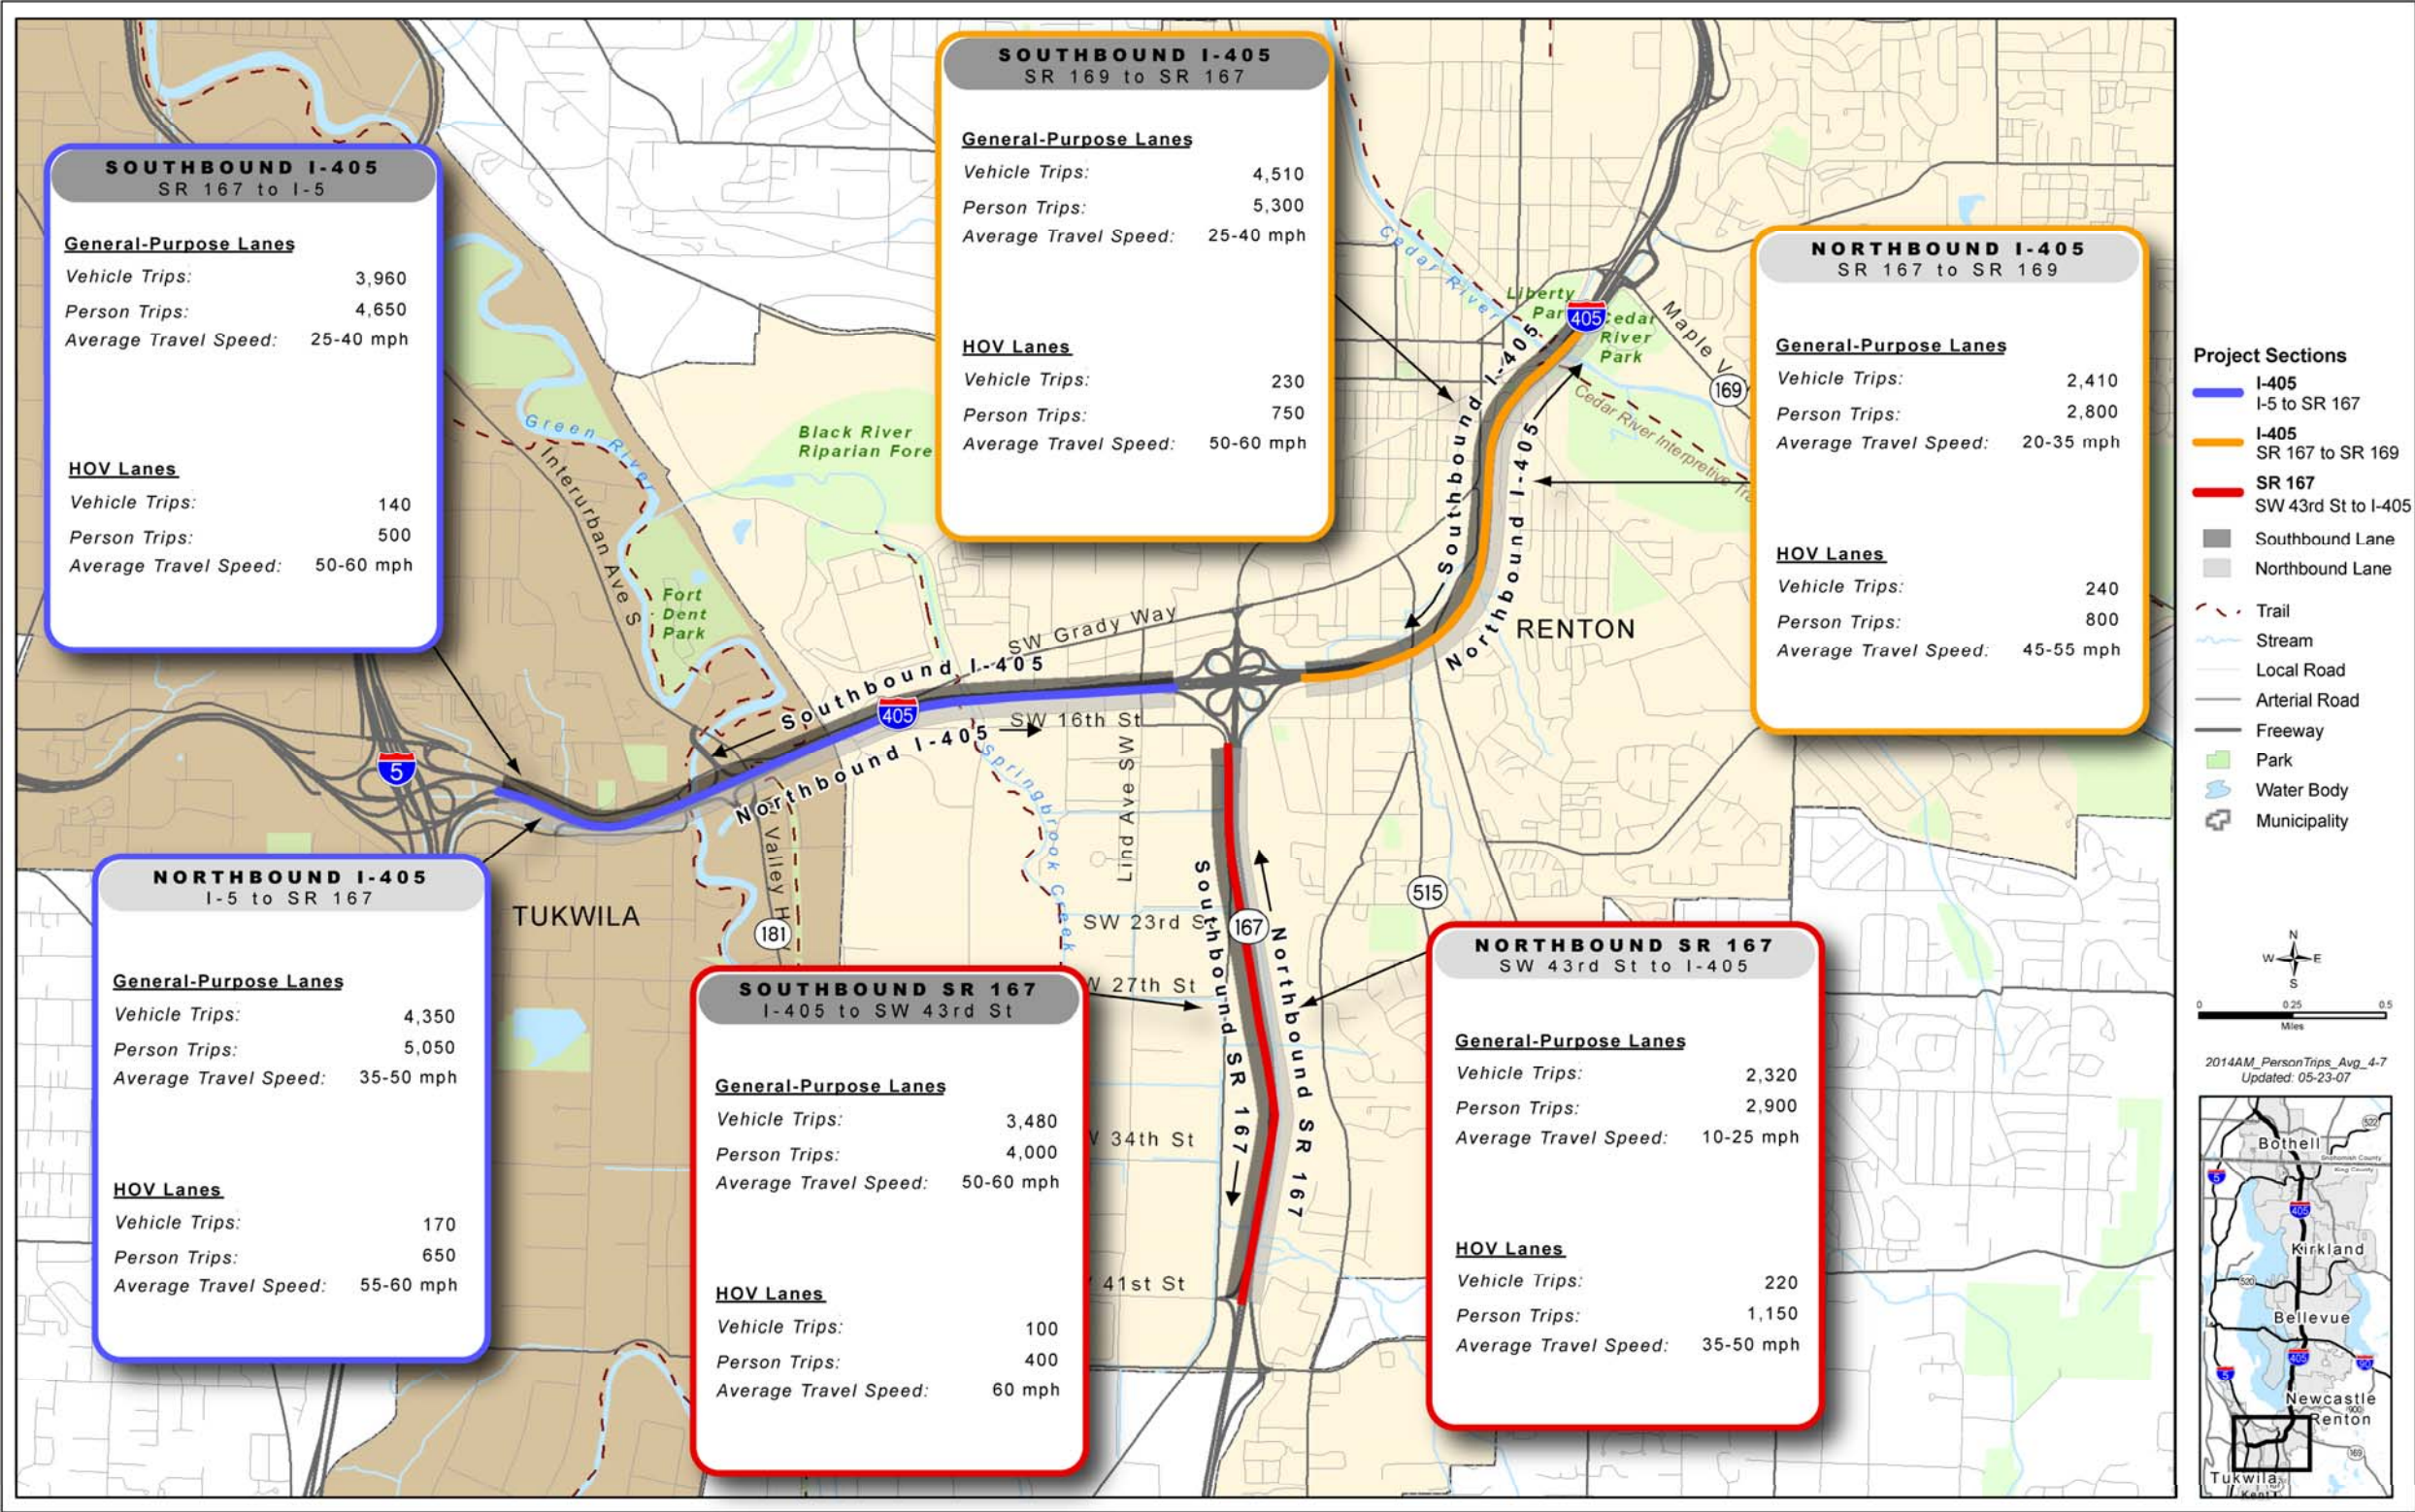 SOUTHBOUND I-405
SR 169 to SR 167
General-Purpose Lanes
Vehicle Trips: 4,510
Person Trips: 5,300
Average Travel Speed: 25-40 mph
HOV Lanes
Vehicle Trips: 230
Person Trips: 750
Average Travel Speed: 50-60 mph
SOUTHBOUND I-405
SR 167 to I-5
General-Purpose Lanes
Vehicle Trips: 3,960
Person Trips: 4,650
Average Travel Speed: 25-40 mph
HOV Lanes
Vehicle Trips: 140
Person Trips: 500
Average Travel Speed: 50-60 mph
NORTHBOUND I-405
SR 167 to SR 169
General-Purpose Lanes
Vehicle Trips: 2,410
Person Trips: 2,800
Average Travel Speed: 20-35 mph
HOV Lanes
Vehicle Trips: 240
Person Trips: 800
Average Travel Speed: 45-55 mph
NORTHBOUND I-405
I-5 to SR 167
General-Purpose Lanes
Vehicle Trips: 4,350
Person Trips: 5,050
Average Travel Speed: 35-50 mph
HOV Lanes
Vehicle Trips: 170
Person Trips: 650
Average Travel Speed: 55-60 mph
SOUTHBOUND SR 167
I-405 to SW 43rd St
General-Purpose Lanes
Vehicle Trips: 3,480
Person Trips: 4,000
Average Travel Speed: 50-60 mph
HOV Lanes
Vehicle Trips: 100
Person Trips: 400
Average Travel Speed: 60 mph
NORTHBOUND SR 167
SW 43rd St to I-405
General-Purpose Lanes
Vehicle Trips: 2,320
Person Trips: 2,900
Average Travel Speed: 10-25 mph
HOV Lanes
Vehicle Trips: 220
Person Trips: 1,150
Average Travel Speed: 35-50 mph
Cedar River
Liberty
Par
405
edar
River
Park
Maple V
169
Cedar River Interpretive Tra
Southbound I-405
Northbound I-405
RENTON
Green River
Interurban Ave S
Black River
Riparian Fore
Fort
Dent
Park
SW Grady Way
Southbound I-405
405
Northbound I-405
SW 16th St
5
Springbrook Creek
Lind Ave SW
Valley H
181
TUKWILA
SW 23rd S
167
515
W 27th St
Southbound SR 167
Northbound SR 167
W 34th St
41st St
Project Sections
I-405
I-5 to SR 167
I-405
SR 167 to SR 169
SR 167
SW 43rd St to I-405
Southbound Lane
Northbound Lane
Trail
Stream
Local Road
Arterial Road
Freeway
Park
Water Body
Municipality
N
W E
S
0 0.25 0.5
Miles
2014AM_PersonTrips_Avg_4-7
Updated: 05-23-07
522
Bothell
Snohomish County
King County
5
405
Kirkland
520
Bellevue
405
90
5
Newcastle
900
Renton
169
Tukwila
Kent